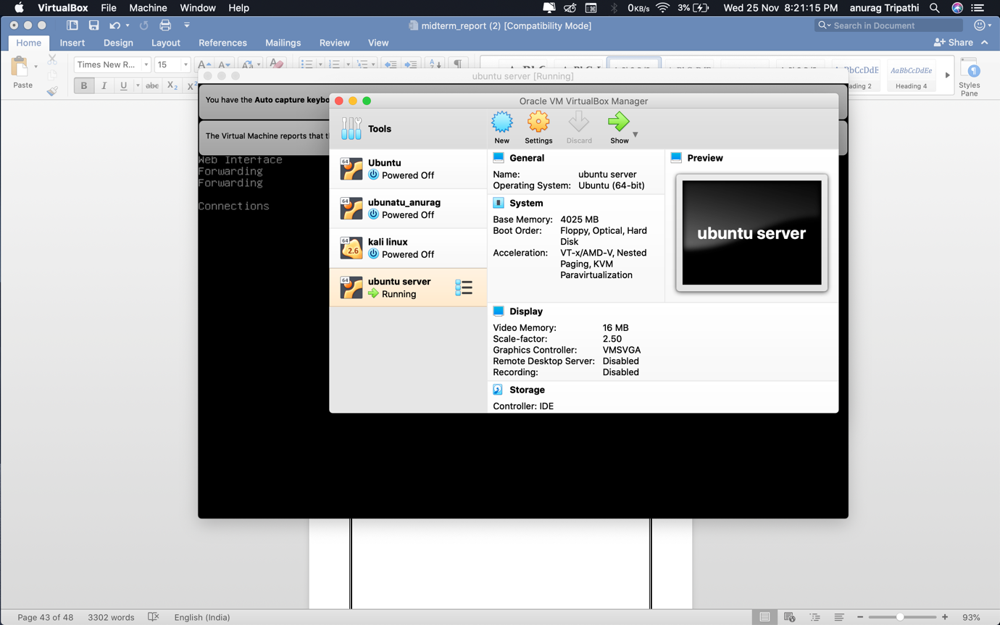 VirtualBox File Machine Window Help 0KB/s 3% Wed 25 Nov 8:21:15 PM anurag Tripathi
midterm_report (2) [Compatibility Mode] Search in Document
Home Insert Design Layout References Mailings Review View Share
Times New R... 15
Paste B I U abc X2 X2
AaBbCcDdEe
Heading 4
Styles Pane
ubuntu server [Running]
You have the Auto capture keybo
Oracle VM VirtualBox Manager
The Virtual Machine reports that
Web Interface
Forwarding
Forwarding
Connections
Tools
New Settings Discard Show
64 Ubuntu
Powered Off
64 ubunatu_anurag
Powered Off
64 2.6 kali linux
Powered Off
64 ubuntu server
Running
General
Name: ubuntu server
Operating System: Ubuntu (64-bit)
System
Base Memory: 4025 MB
Boot Order: Floppy, Optical, Hard
Disk
Acceleration: VT-x/AMD-V, Nested
Paging, KVM
Paravirtualization
Preview
ubuntu server
Display
Video Memory: 16 MB
Scale-factor: 2.50
Graphics Controller: VMSVGA
Remote Desktop Server: Disabled
Recording: Disabled
Storage
Controller: IDE
Page 43 of 48 3302 words English (India) 93%